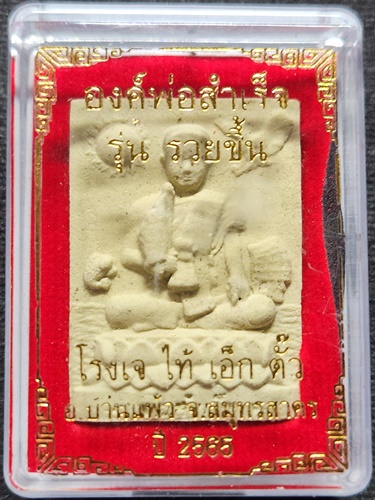 องค์พ่อสำเร็จ
รุ่น รวยขึ้น
โรงเจ ไท้ เอ็ก ตั๊ว
อ.บ้านแพ้ว จ.สมุทรสาคร
ปี 2565